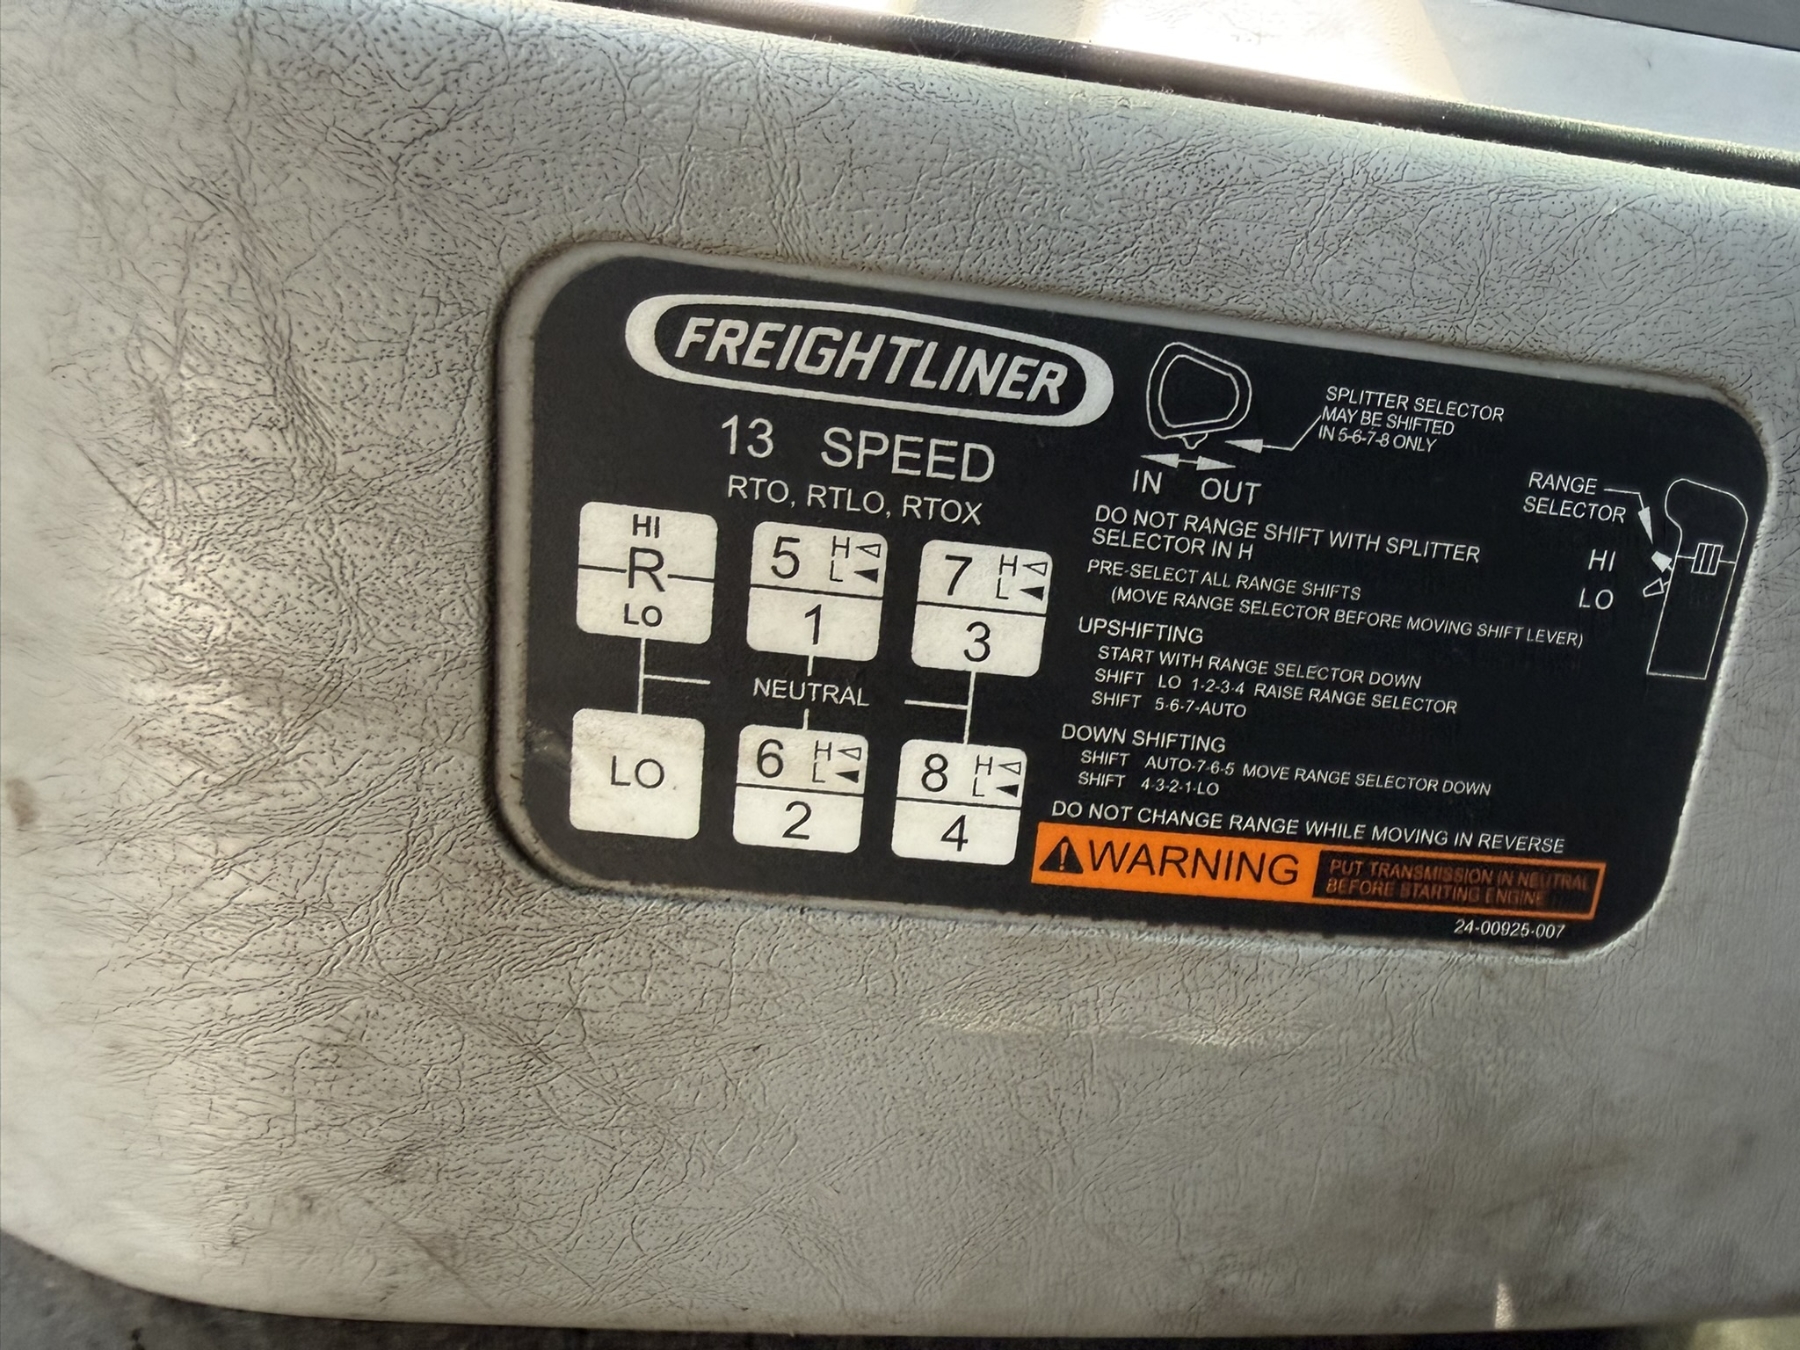 FREIGHTLINER
13 SPEED
RTO, RTLO, RTOX
HI
R
LO
5 H
L
1
7 H
L
3
NEUTRAL
LO
6 H
L
2
8 H
L
4
SPLITTER SELECTOR
MAY BE SHIFTED
IN 5-6-7-8 ONLY
IN OUT
RANGE
SELECTOR
HI
LO
DO NOT RANGE SHIFT WITH SPLITTER
SELECTOR IN H
PRE-SELECT ALL RANGE SHIFTS
(MOVE RANGE SELECTOR BEFORE MOVING SHIFT LEVER)
UPSHIFTING
START WITH RANGE SELECTOR DOWN
SHIFT LO 1-2-3-4 RAISE RANGE SELECTOR
SHIFT 5-6-7-AUTO
DOWN SHIFTING
SHIFT AUTO-7-6-5 MOVE RANGE SELECTOR DOWN
SHIFT 4-3-2-1-LO
DO NOT CHANGE RANGE WHILE MOVING IN REVERSE
WARNING
PUT TRANSMISSION IN NEUTRAL
BEFORE STARTING ENGINE
24-00925-007